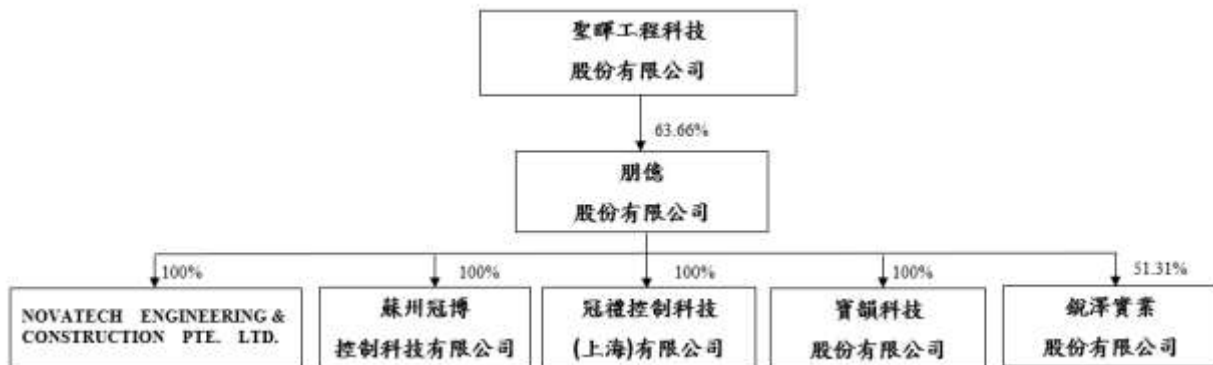 聖暉工程科技
股份有限公司
63.66%
朋億
股份有限公司
100%
100%
100%
100%
51.31%
NOVATECH ENGINEERING &
CONSTRUCTION PTE. LTD.
蘇州冠博
控制科技有限公司
冠禮控制科技
(上海)有限公司
寶韻科技
股份有限公司
銳澤實業
股份有限公司